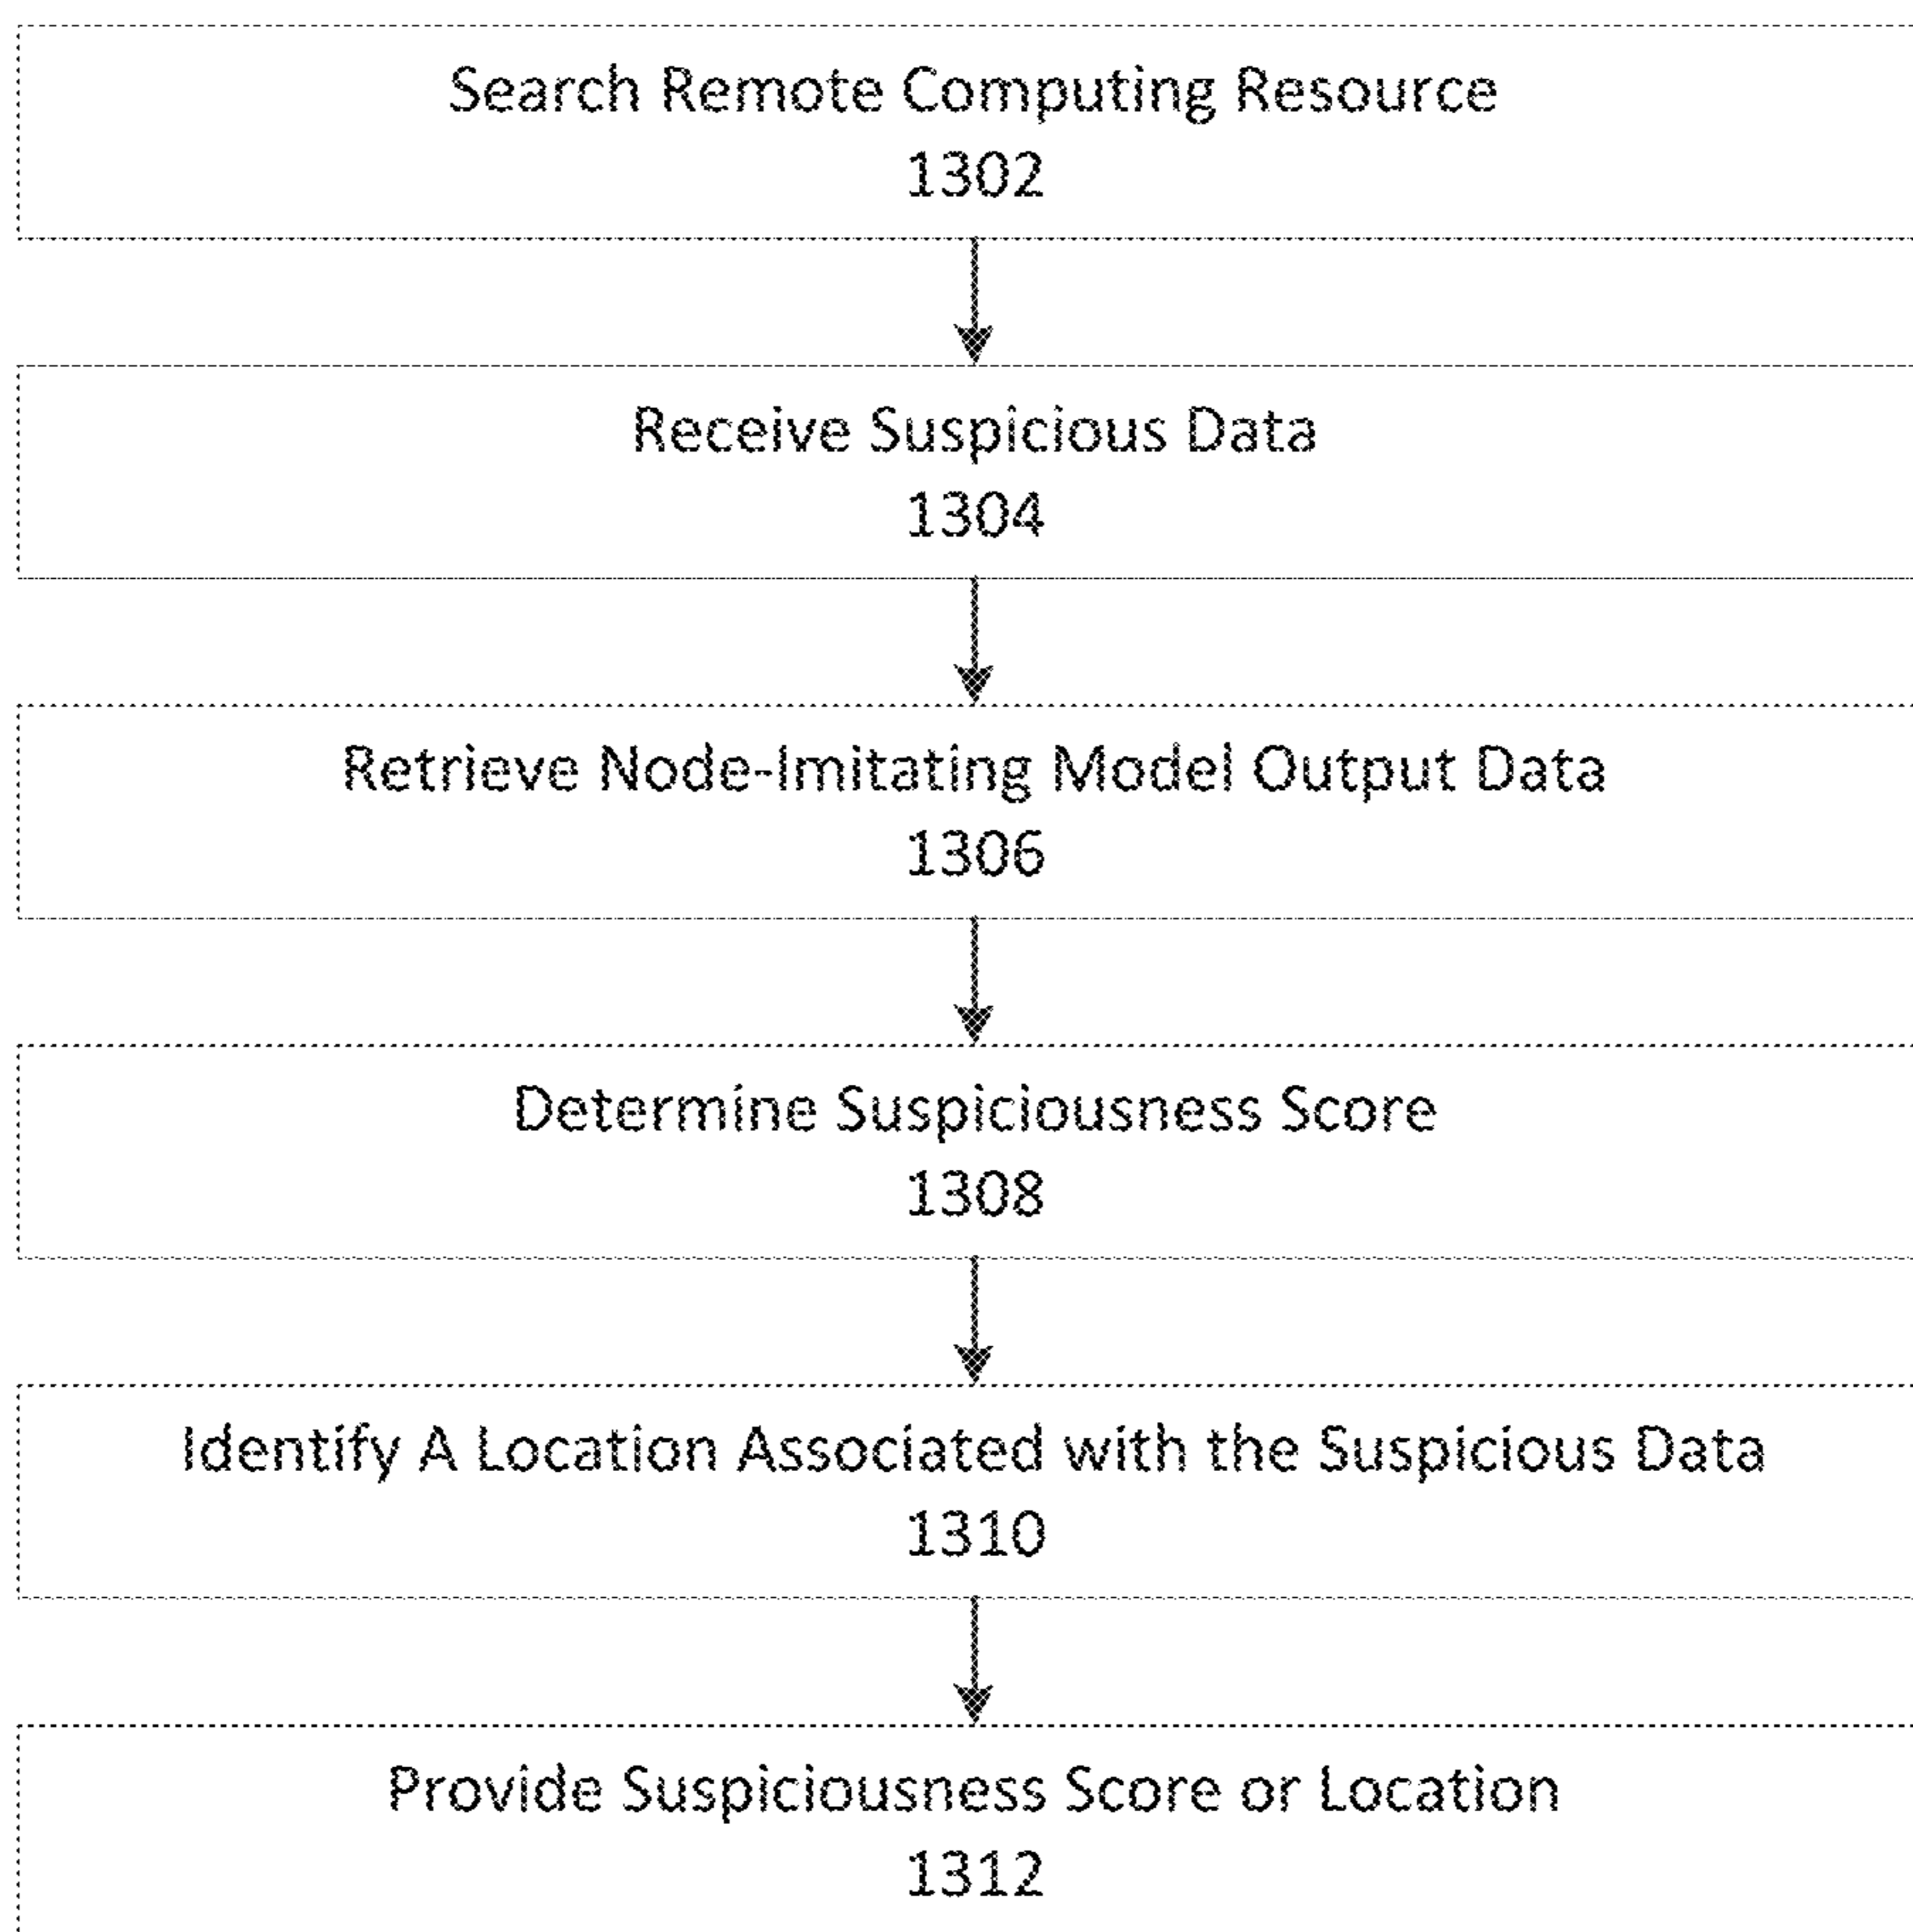 Search Remote Computing Resource
1302
Receive Suspicious Data
1304
Retrieve Node-Imitating Model Output Data
1306
Determine Suspiciousness Score
1308
Identify A Location Associated with the Suspicious Data
1310
Provide Suspiciousness Score or Location
1312